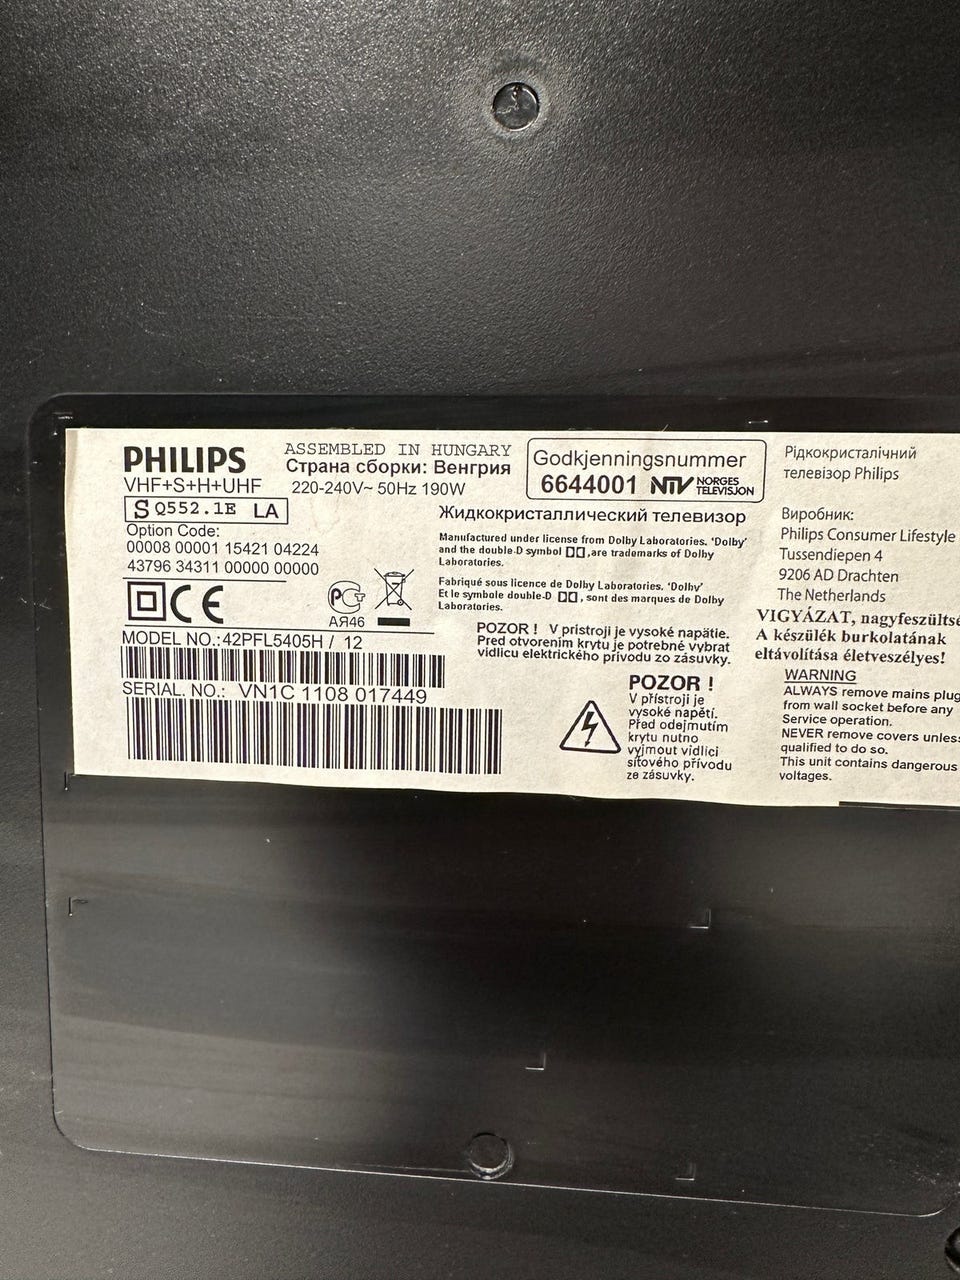 PHILIPS
VHF+S+H+UHF
S Q552.1E LA
Option Code:
00008 00001 15421 04224
43796 34311 00000 00000
CE
АЯ46
MODEL NO.:42PFL5405H / 12
SERIAL. NO.: VN1C 1108 017449
ASSEMBLED IN HUNGARY
Страна сборки: Венгрия
220-240V~ 50Hz 190W
Godkjenningsnummer
6644001 NTV NORGES
TELEVISJON
Жидкокристаллический телевизор
Manufactured under license from Dolby Laboratories. 'Dolby'
and the double-D symbol ,are trademarks of Dolby
Laboratories.
Fabriqué sous licence de Dolby Laboratories. 'Dolby'
Et le symbole double-D , sont des marques de Dolby
Laboratories.
POZOR ! V prístroji je vysoké napätie.
Pred otvorením krytu je potrebné vybrat
vidlicu elektrického prívodu zo zásuvky.
POZOR !
V přístroji je
vysoké napětí.
Před odejmutím
krytu nutno
vyjmout vidlici
síťového přívodu
ze zásuvky.
Рідкокристалічний
телевізор Philips
Виробник:
Philips Consumer Lifestyle
Tussendiepen 4
9206 AD Drachten
The Netherlands
VIGYÁZAT, nagyfeszültsé
A készülék burkolatának
eltávolítása életveszélyes!
WARNING
ALWAYS remove mains plug
from wall socket before any
Service operation.
NEVER remove covers unles
qualified to do so.
This unit contains dangerous
voltages.